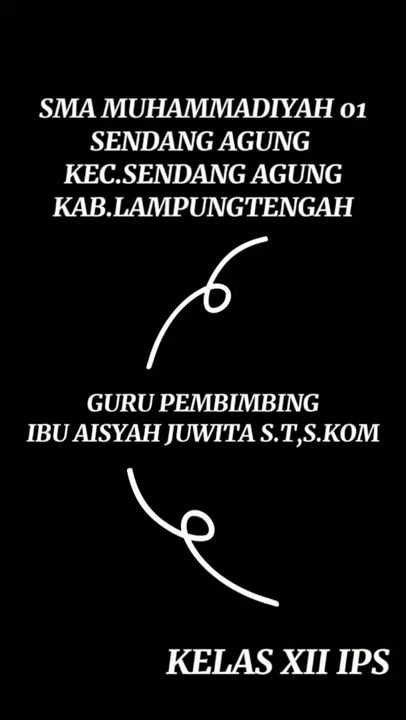 SMA MUHAMMADIYAH 01
SENDANG AGUNG
KEC.SENDANG AGUNG
KAB.LAMPUNGTENGAH
GURU PEMBIMBING
IBU AISYAH JUWITA S.T,S.KOM
KELAS XII IPS